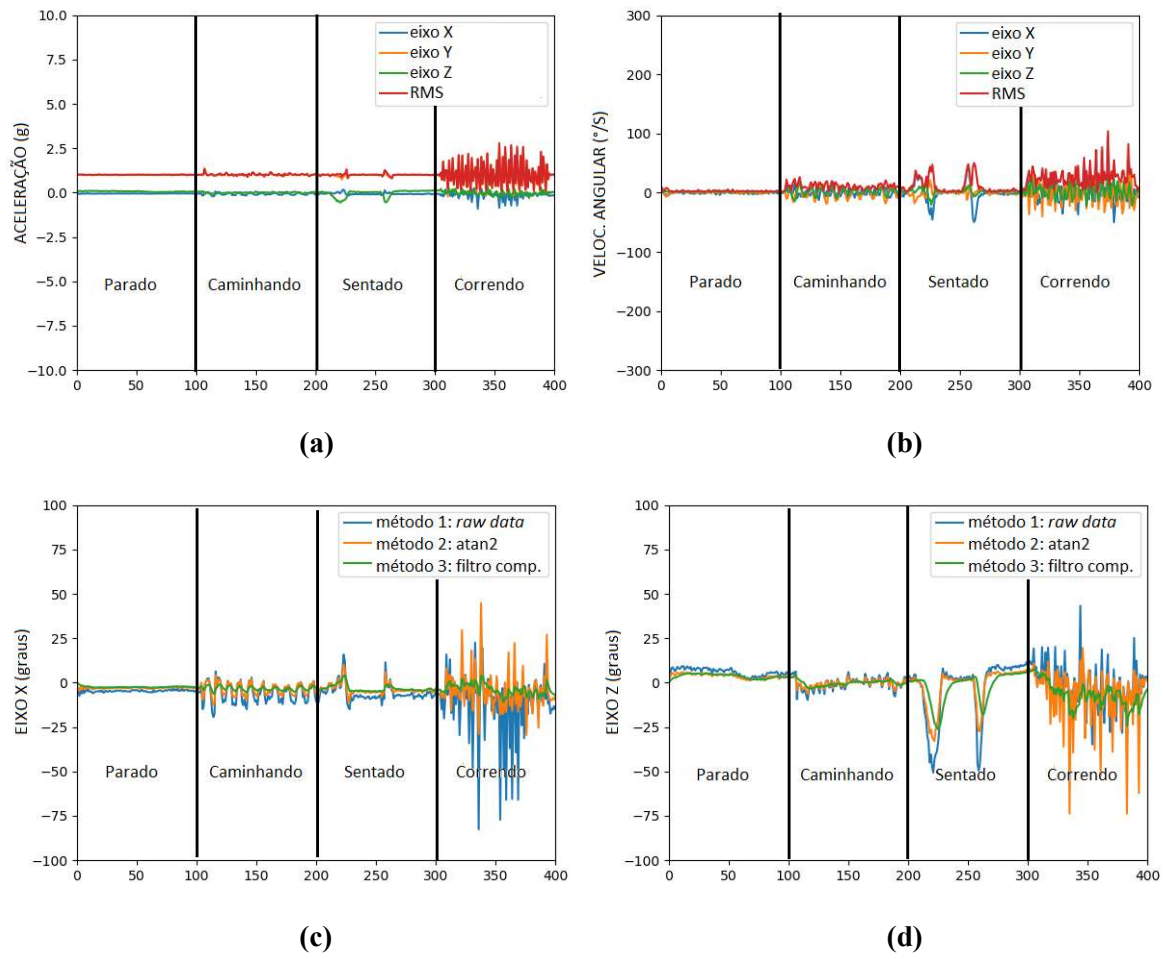 10.0
7.5
5.0
2.5
0.0
−2.5
−5.0
−7.5
−10.0
ACELERAÇÃO (g)
eixo X
eixo Y
eixo Z
RMS
Parado Caminhando Sentado Correndo
0 50 100 150 200 250 300 350 400
(a)
300
200
100
0
−100
−200
−300
VELOC. ANGULAR (°/S)
eixo X
eixo Y
eixo Z
RMS
Parado Caminhando Sentado Correndo
0 50 100 150 200 250 300 350 400
(b)
100
75
50
25
0
−25
−50
−75
−100
EIXO X (graus)
método 1: raw data
método 2: atan2
método 3: filtro comp.
Parado Caminhando Sentado Correndo
0 50 100 150 200 250 300 350 400
(c)
100
75
50
25
0
−25
−50
−75
−100
EIXO Z (graus)
método 1: raw data
método 2: atan2
método 3: filtro comp.
Parado Caminhando Sentado Correndo
0 50 100 150 200 250 300 350 400
(d)